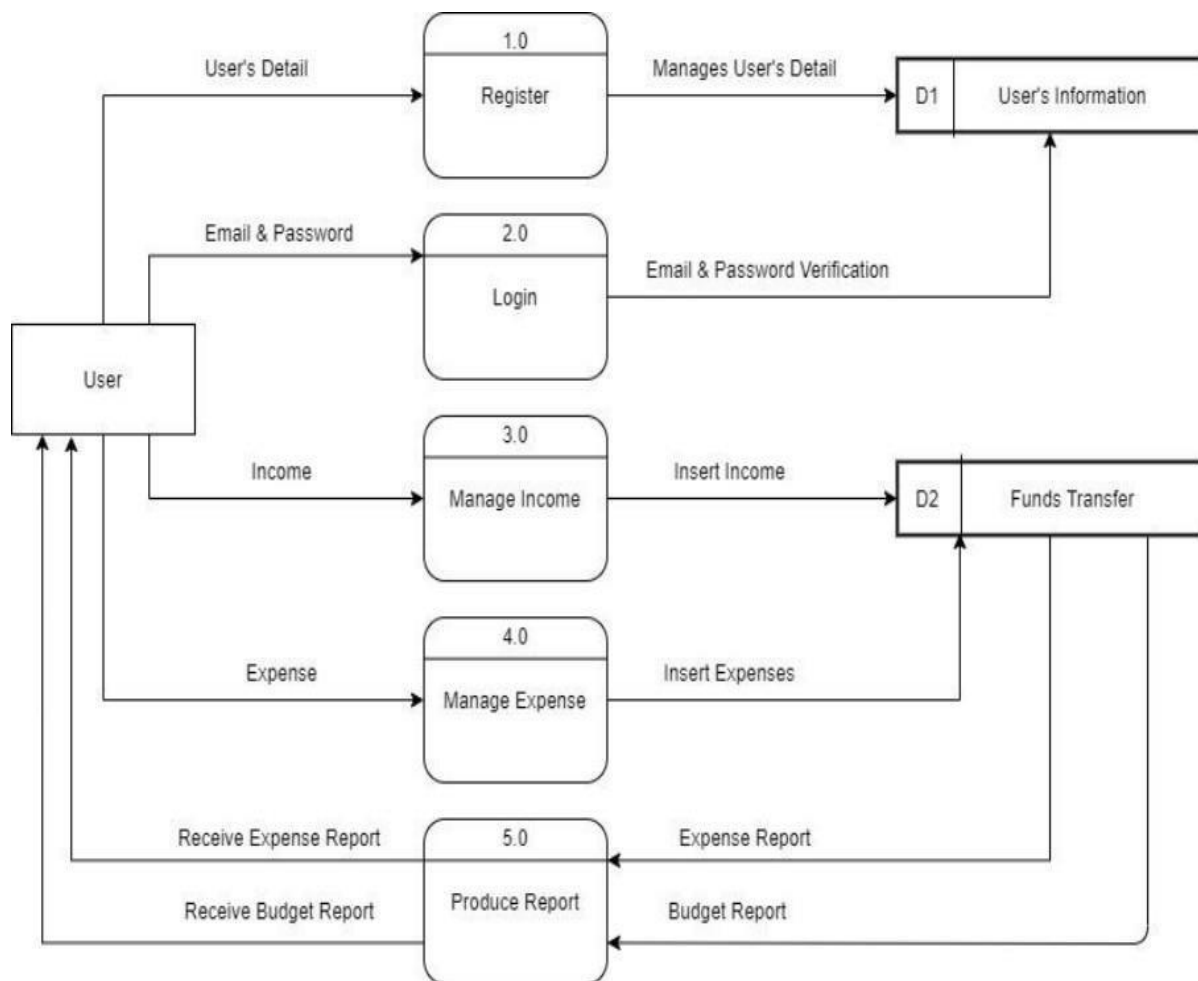 1.0
User's Detail
Register
Manages User's Detail
D1
User's Information
Email & Password
2.0
Login
Email & Password Verification
User
3.0
Income
Manage Income
Insert Income
D2
Funds Transfer
4.0
Expense
Manage Expense
Insert Expenses
Receive Expense Report
5.0
Expense Report
Receive Budget Report
Produce Report
Budget Report